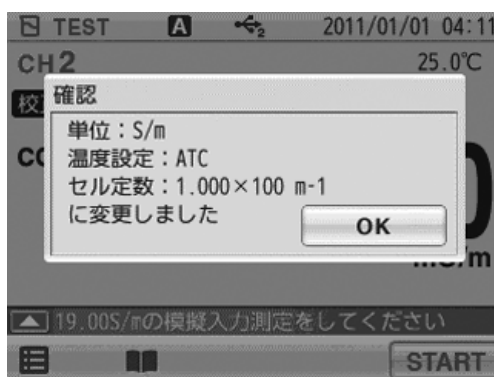 TEST A 2 2011/01/01 04:11
CH2 25.0℃
校
確認
単位：S/m
温度設定：ATC
セル定数：1.000×100 m-1
に変更しました
OK
19.00S/mの模擬入力測定をしてください
START